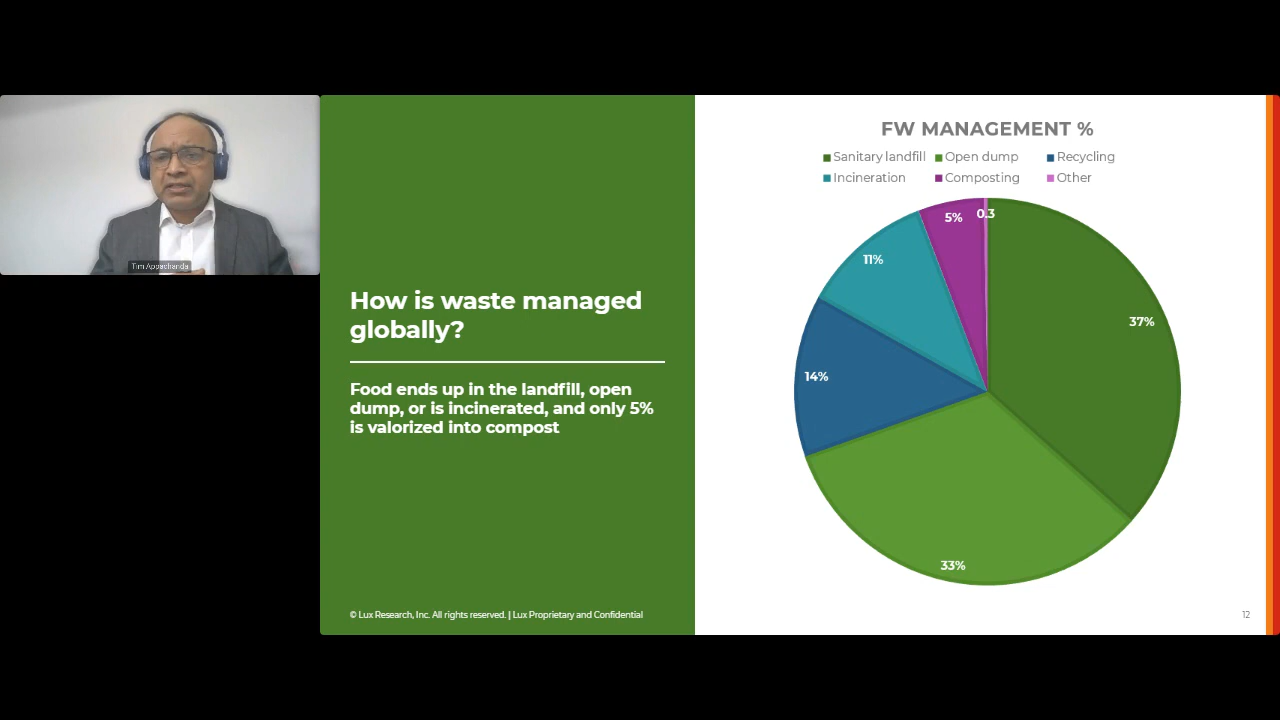 Tim Appachanda
How is waste managed
globally?
Food ends up in the landfill, open
dump, or is incinerated, and only 5%
is valorized into compost
© Lux Research, Inc. All rights reserved. | Lux Proprietary and Confidential
FW MANAGEMENT %
Sanitary landfill Open dump Recycling
Incineration Composting Other
5% 0.3
11%
37%
14%
33%
12